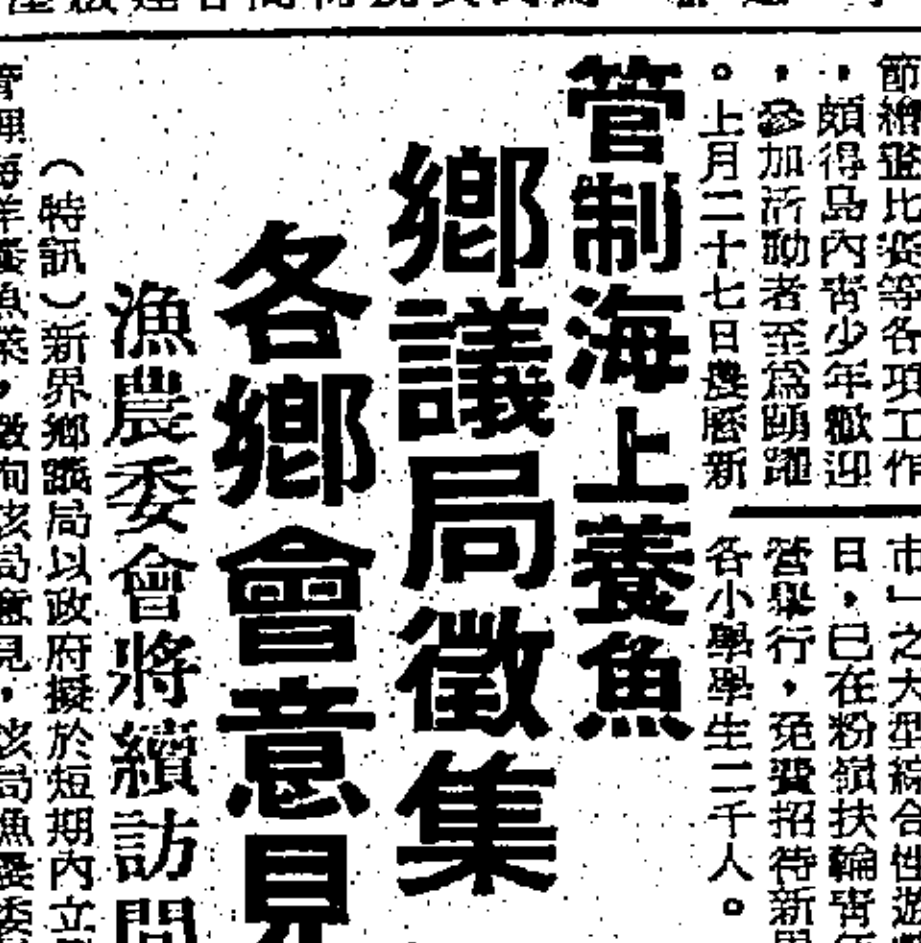 節繪畫比賽等各項工作
，頗得島內青少年歡迎
，參加活動者至為踴躍
。上月二十七日農曆新
市」之大型綜合性遊
日，已在粉嶺扶輪青年
營舉行，免費招待新界
各小學學生二千人。
管制海上養魚
鄉議局徵集
各鄉會意見
漁農委會將續訪問
（特訊）新界鄉議局以政府擬於短期內立
管理海洋養魚業，徵詢該局意見，該局漁農委